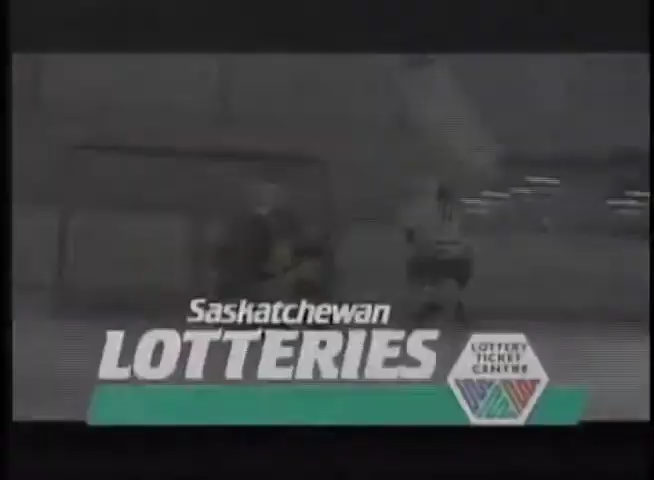 Saskatchewan
LOTTERIES
LOTTERY
TICKET
CENTRE